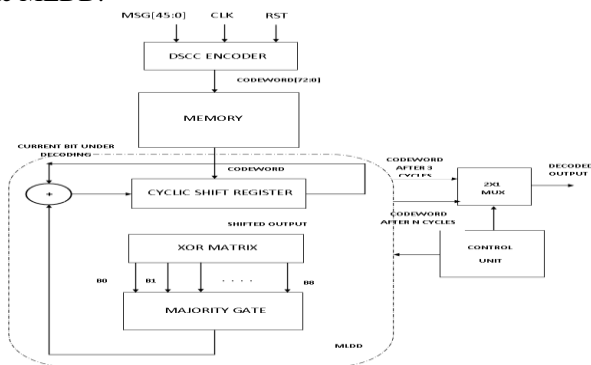 MSG[45:0] CLK RST
DSCC ENCODER
CODEWORD[72:0]
MEMORY
CURRENT BIT UNDER
DECODING
CODEWORD
CYCLIC SHIFT REGISTER
+
SHIFTED OUTPUT
XOR MATRIX
B0 B1 . . . . B8
MAJORITY GATE
MLDD
CODEWORD
AFTER 3
CYCLES
CODEWORD
AFTER N CYCLES
2X1
MUX
DECODED
OUTPUT
CONTROL
UNIT